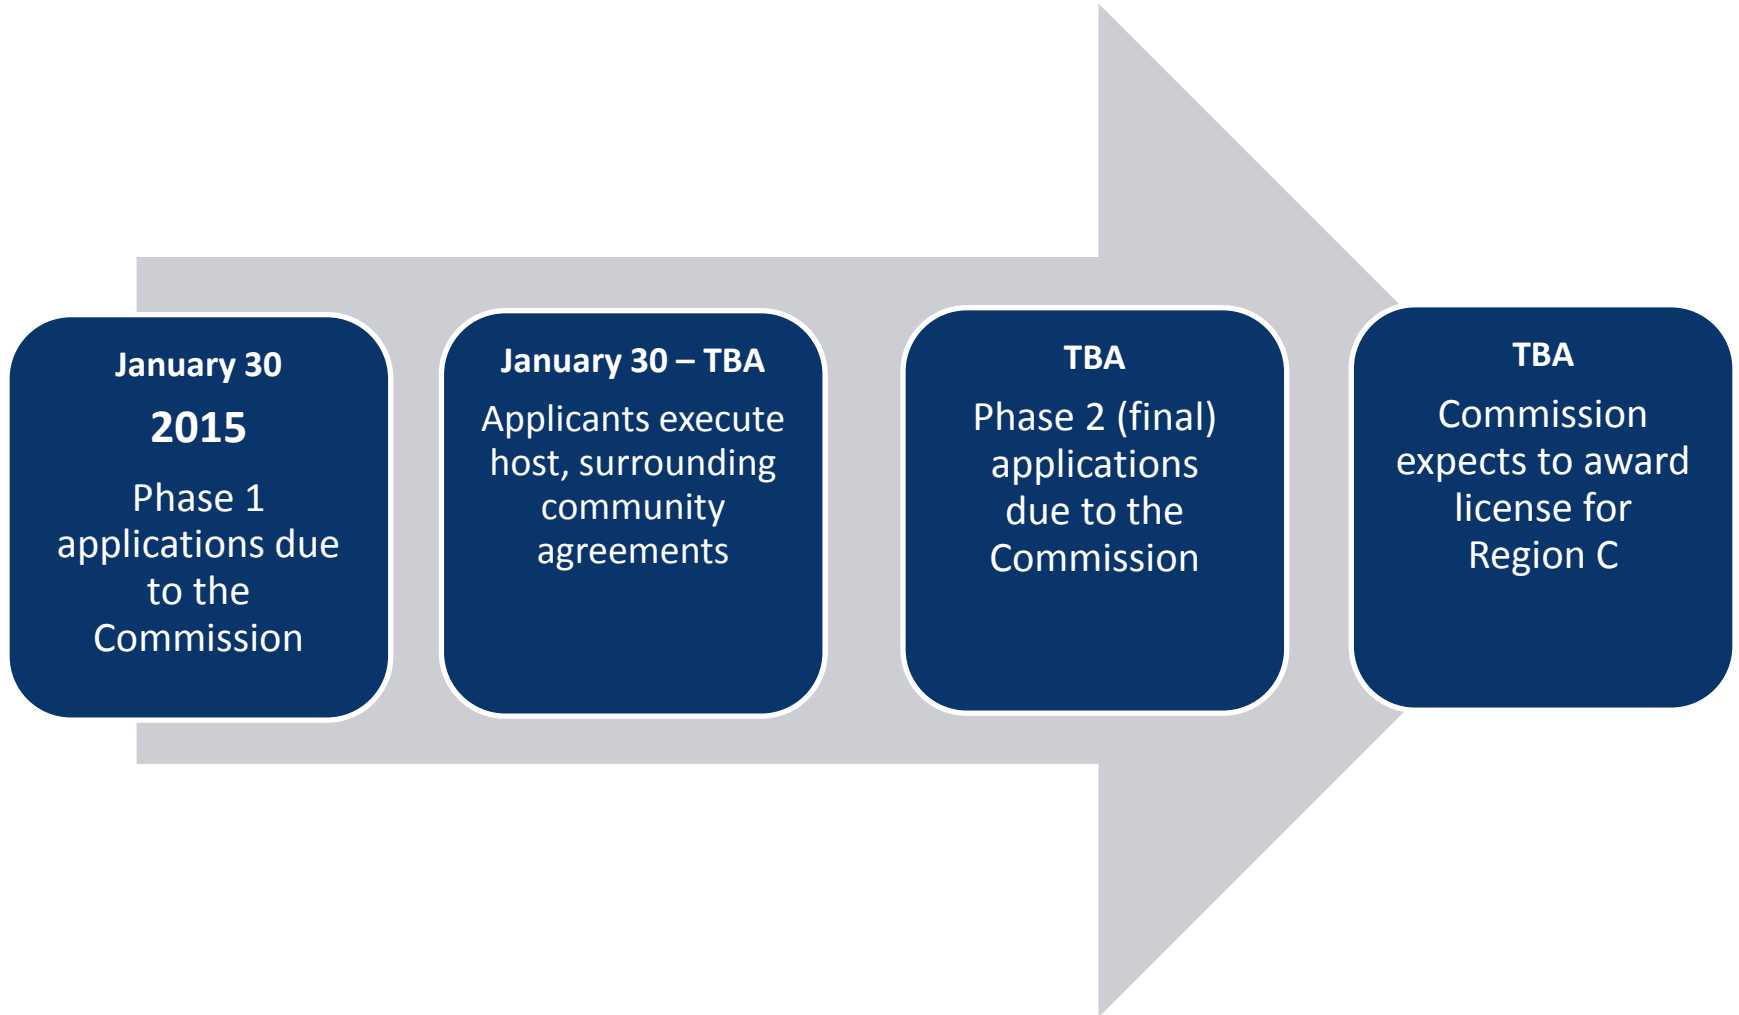 January 30
2015
Phase 1
applications due
to the
Commission
January 30 – TBA
Applicants execute
host, surrounding
community
agreements
TBA
Phase 2 (final)
applications
due to the
Commission
TBA
Commission
expects to award
license for
Region C